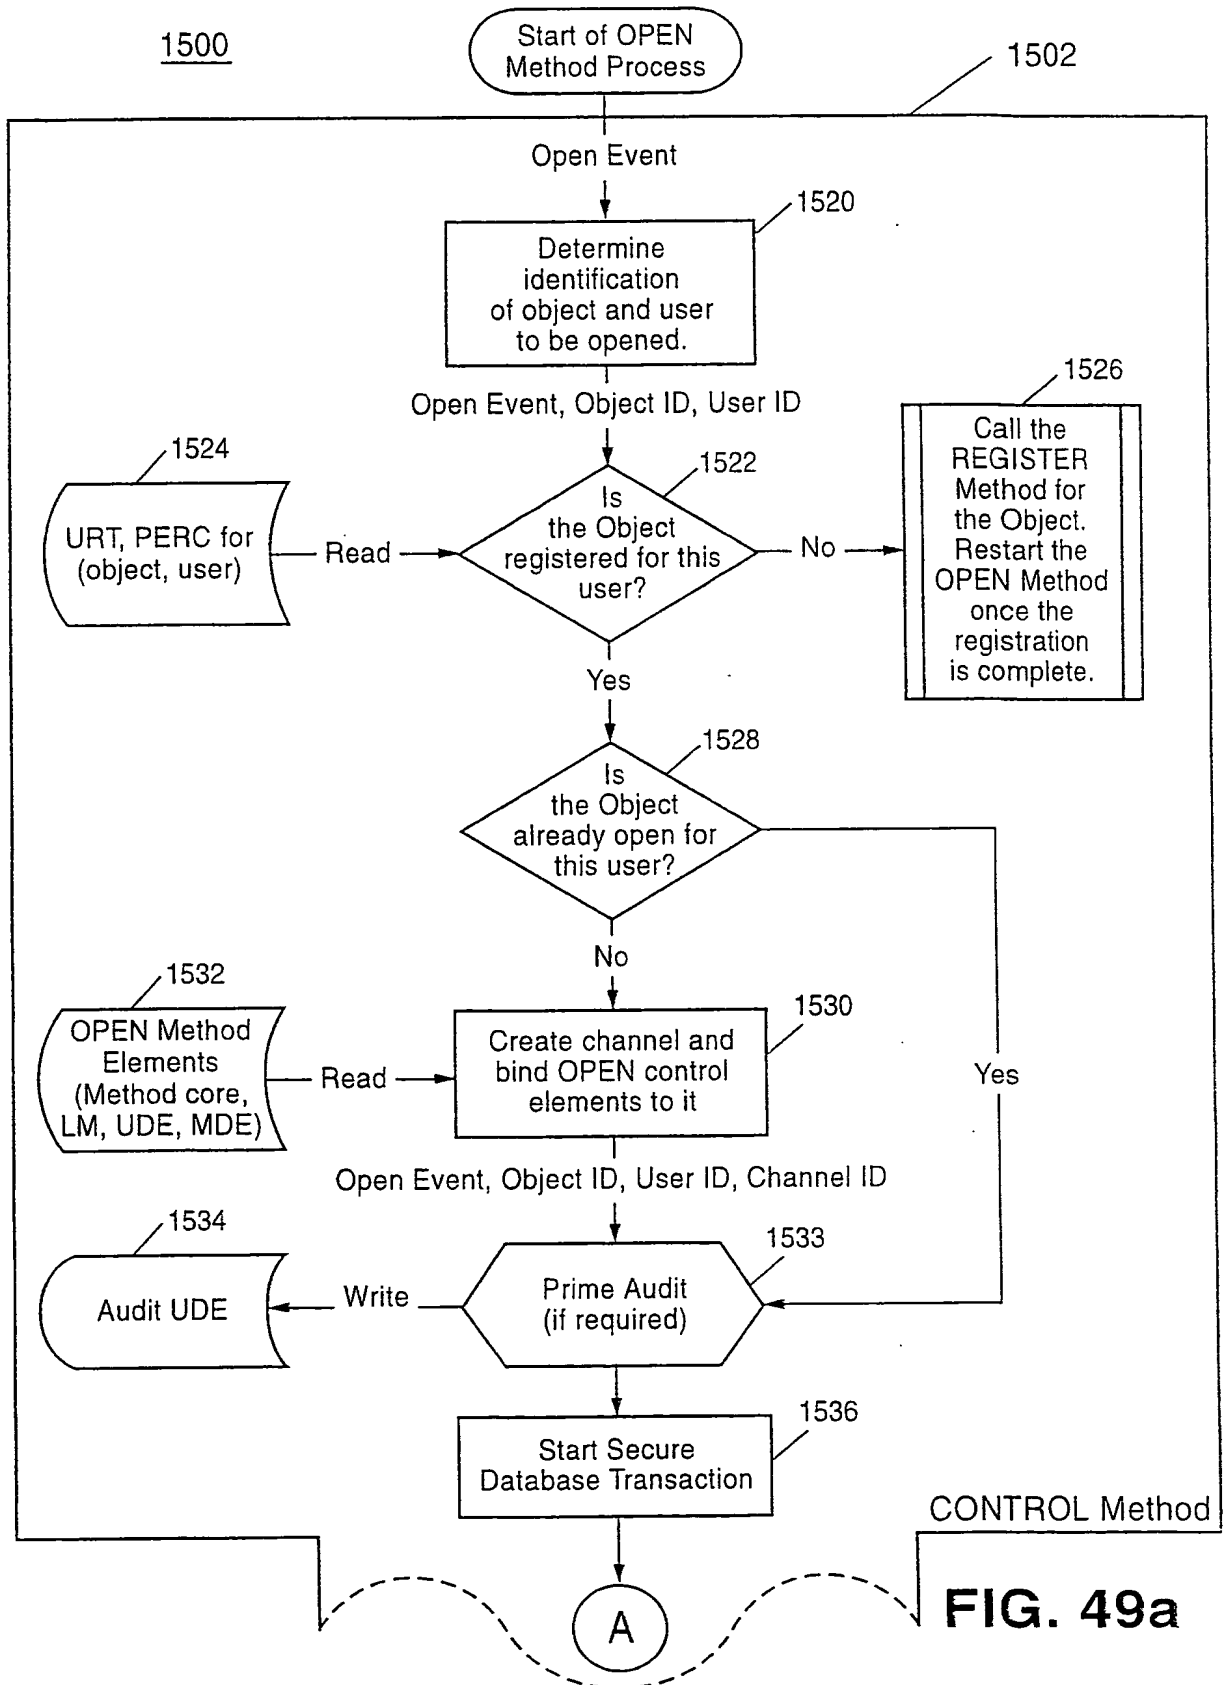 1500
Start of OPEN
Method Process
1502
Open Event
1520
Determine
identification
of object and user
to be opened.
Open Event, Object ID, User ID
1526
Call the
REGISTER
Method for
the Object.
Restart the
OPEN Method
once the
registration
is complete.
1524
URT, PERC for
(object, user)
Read
1522
Is
the Object
registered for this
user?
No
Yes
1528
Is
the Object
already open for
this user?
No
Yes
1532
OPEN Method
Elements
(Method core,
LM, UDE, MDE)
Read
1530
Create channel and
bind OPEN control
elements to it
Open Event, Object ID, User ID, Channel ID
1534
Audit UDE
Write
1533
Prime Audit
(if required)
1536
Start Secure
Database Transaction
CONTROL Method
A
FIG. 49a